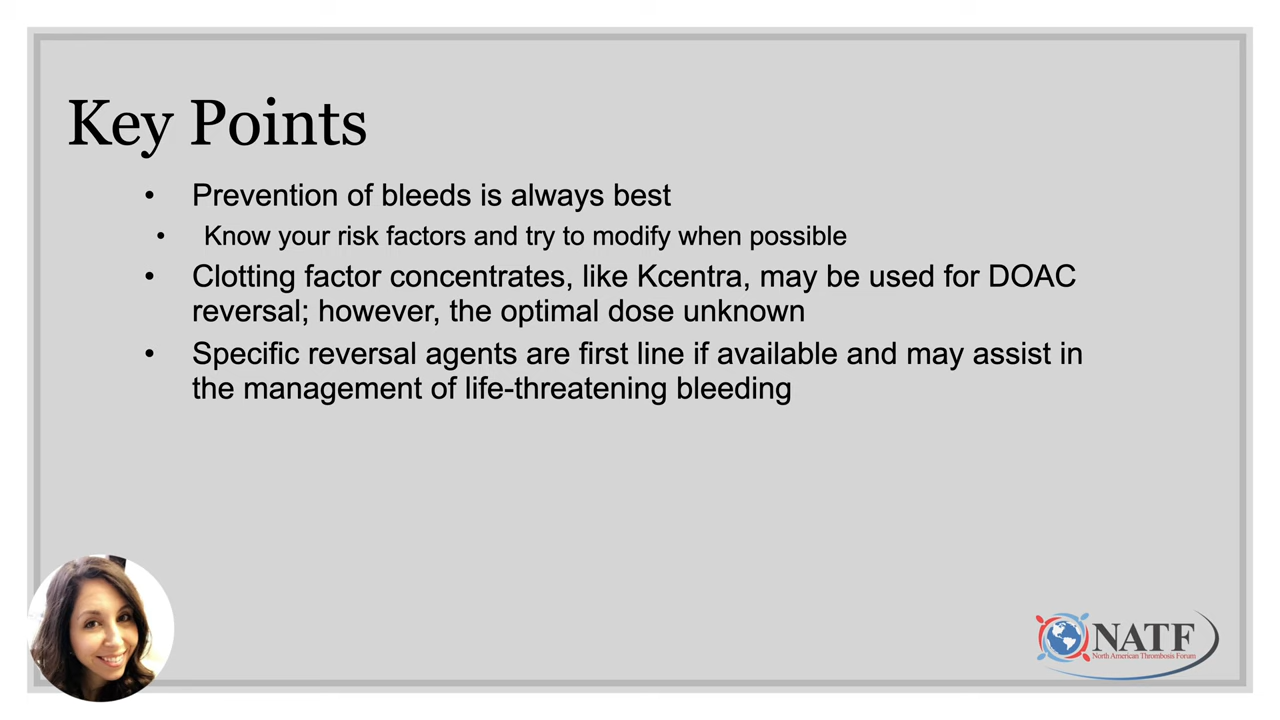 Key Points
• Prevention of bleeds is always best
• Know your risk factors and try to modify when possible
• Clotting factor concentrates, like Kcentra, may be used for DOAC
reversal; however, the optimal dose unknown
• Specific reversal agents are first line if available and may assist in
the management of life-threatening bleeding
NATF
North American Thrombosis Forum